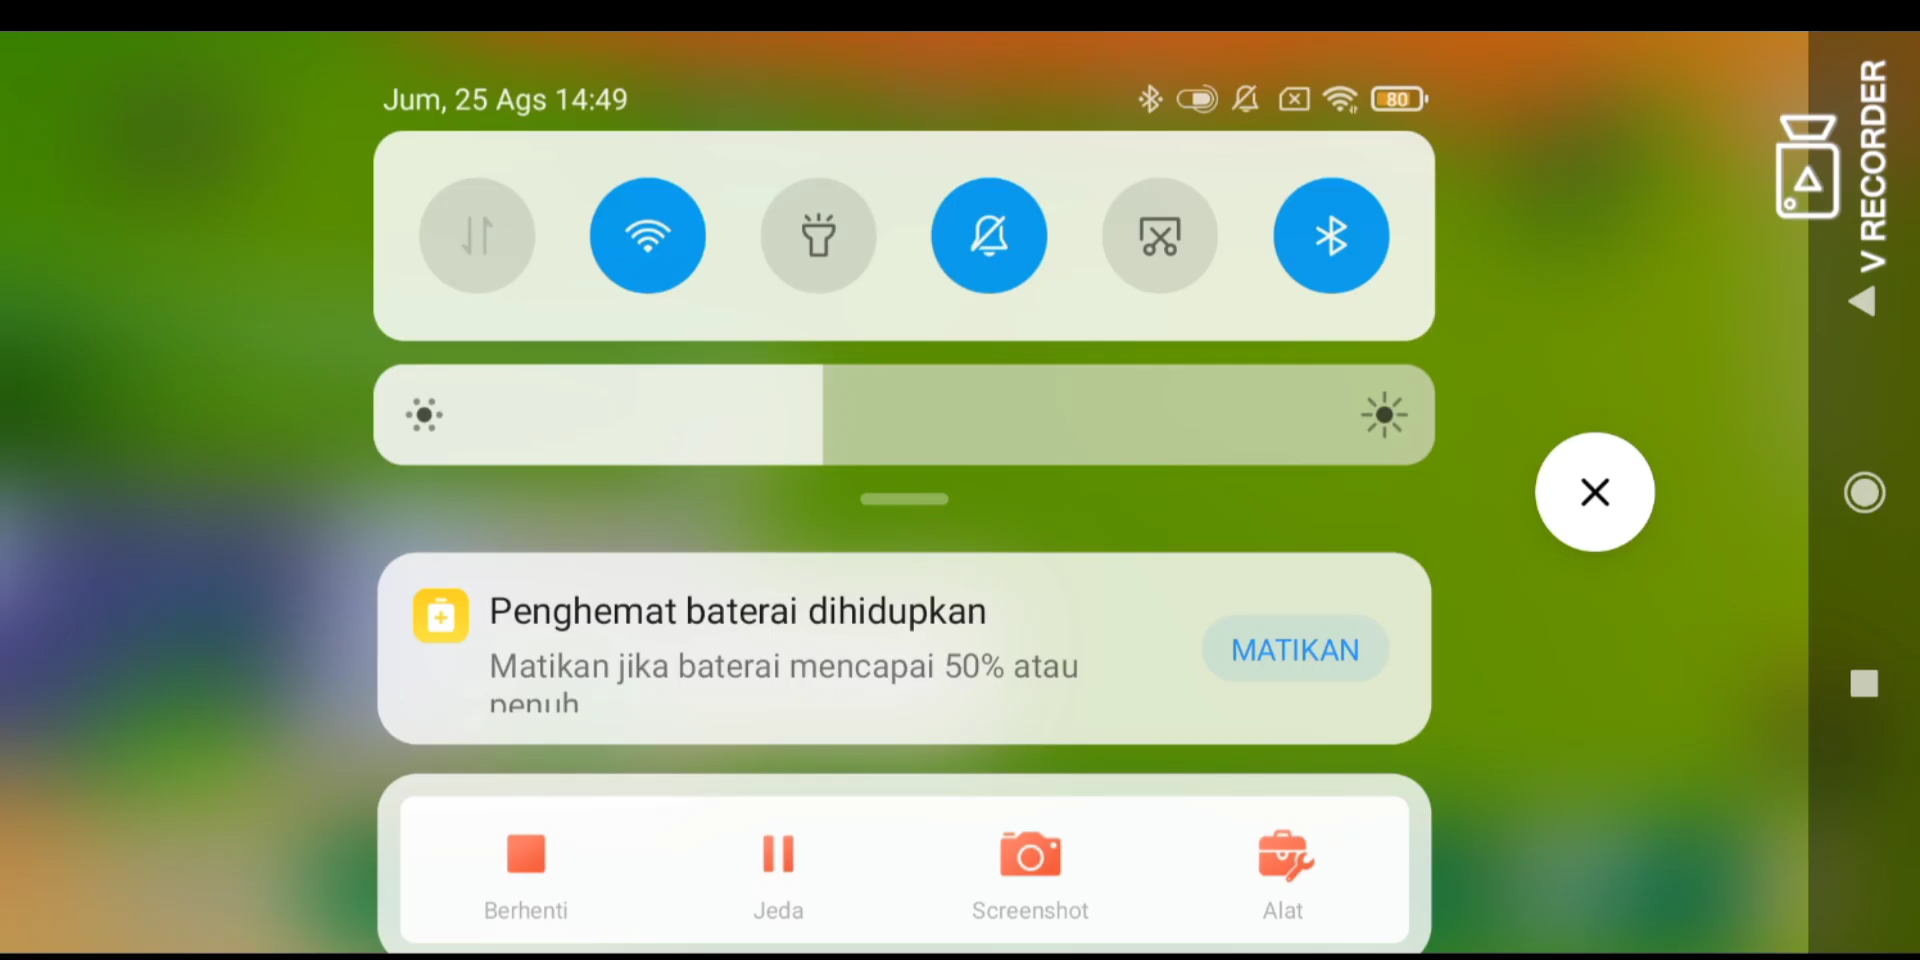 Jum, 25 Ags 14:49
80
V RECORDER
Penghemat baterai dihidupkan
Matikan jika baterai mencapai 50% atau
penuh
MATIKAN
Berhenti
Jeda
Screenshot
Alat